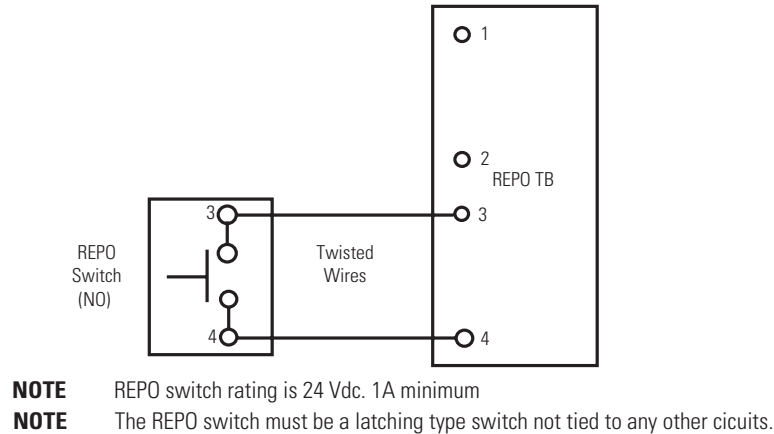 1
2
REPO TB
3
3
REPO
Switch
(NO)
Twisted
Wires
4
4
NOTE REPO switch rating is 24 Vdc. 1A minimum
NOTE The REPO switch must be a latching type switch not tied to any other cicuits.